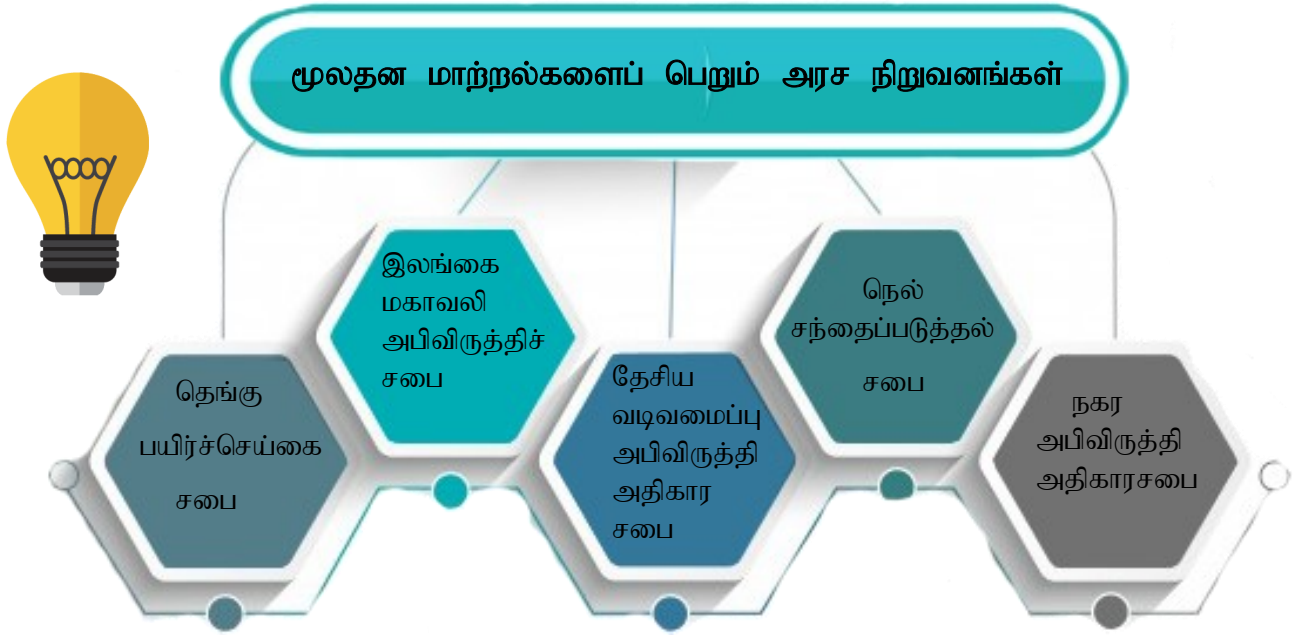 மூலதன மாற்றல்களைப் பெறும் அரச நிறுவனங்கள்
தெங்கு
பயிர்ச்செய்கை
சபை
இலங்கை
மகாவலி
அபிவிருத்திச்
சபை
தேசிய
வடிவமைப்பு
அபிவிருத்தி
அதிகார
சபை
நெல்
சந்தைப்படுத்தல்
சபை
நகர
அபிவிருத்தி
அதிகாரசபை